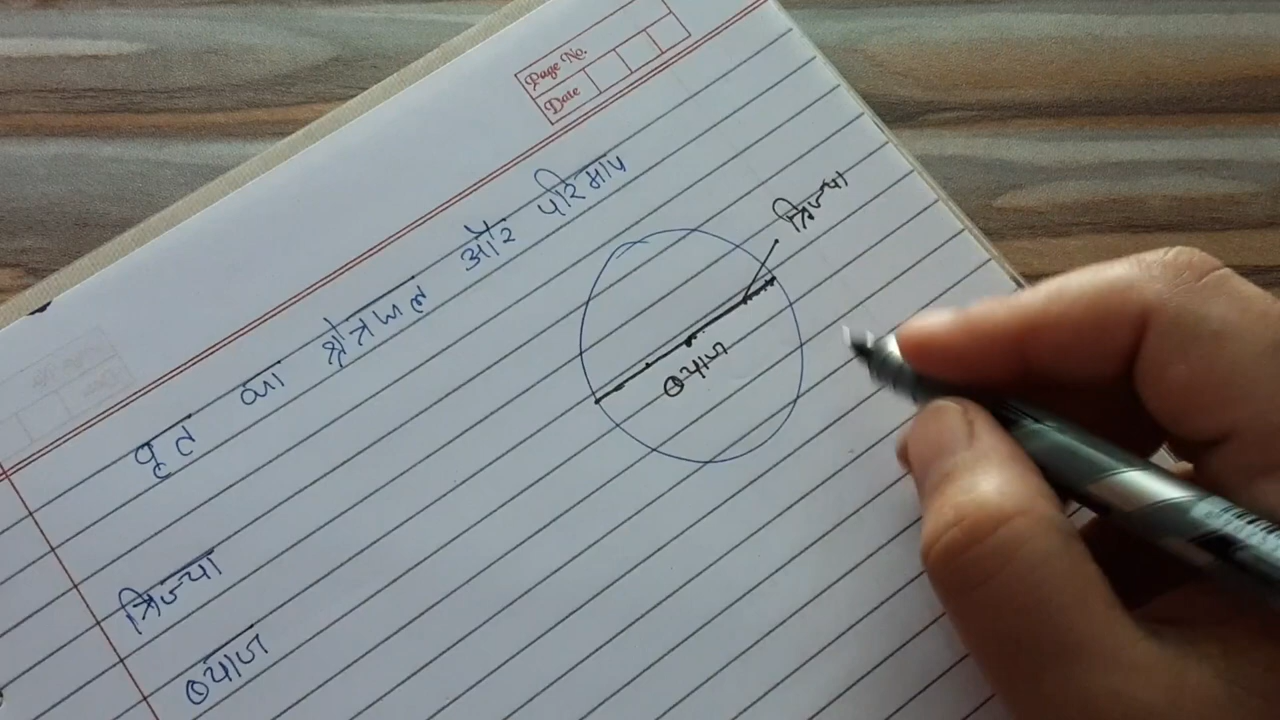 Page No.
Date
वृत का क्षेत्रफल और परिमाप
त्रिज्या
व्याज
त्रिज्या
व्याज